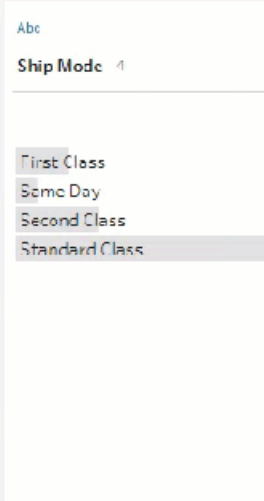 Abc
Ship Mode 4
First Class
Same Day
Second Class
Standard Class